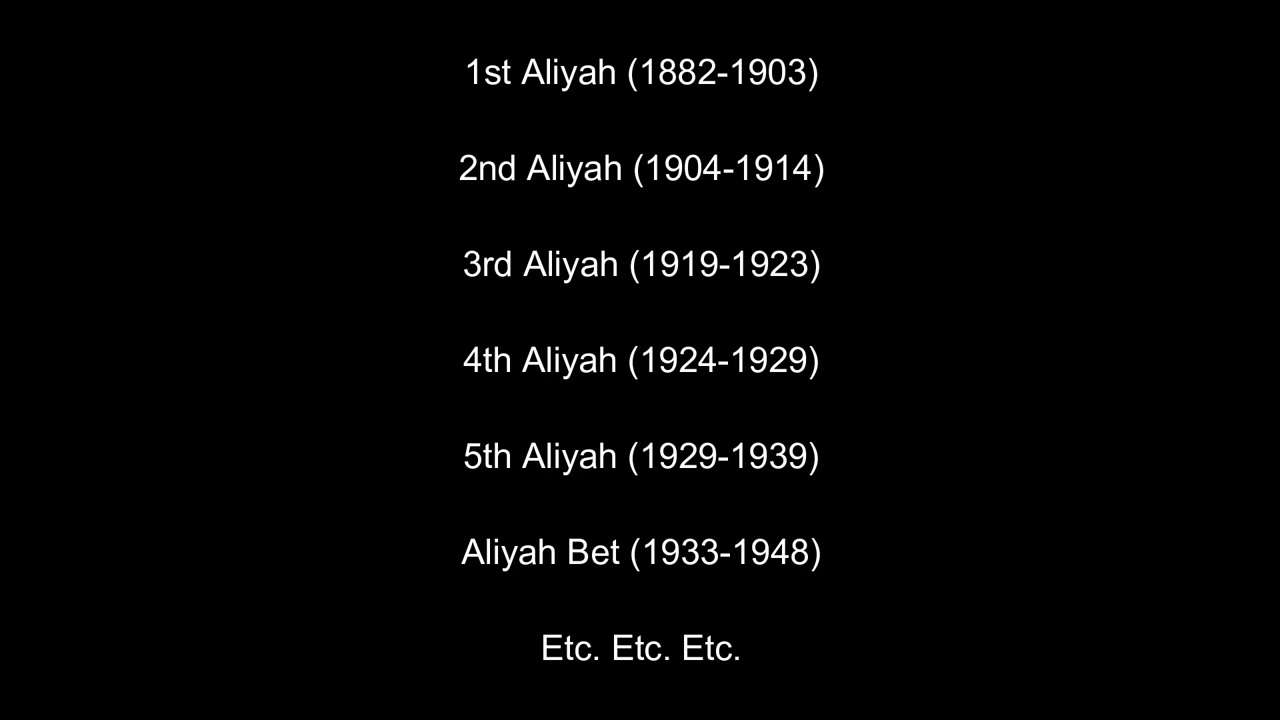 1st Aliyah (1882-1903)
2nd Aliyah (1904-1914)
3rd Aliyah (1919-1923)
4th Aliyah (1924-1929)
5th Aliyah (1929-1939)
Aliyah Bet (1933-1948)
Etc. Etc. Etc.